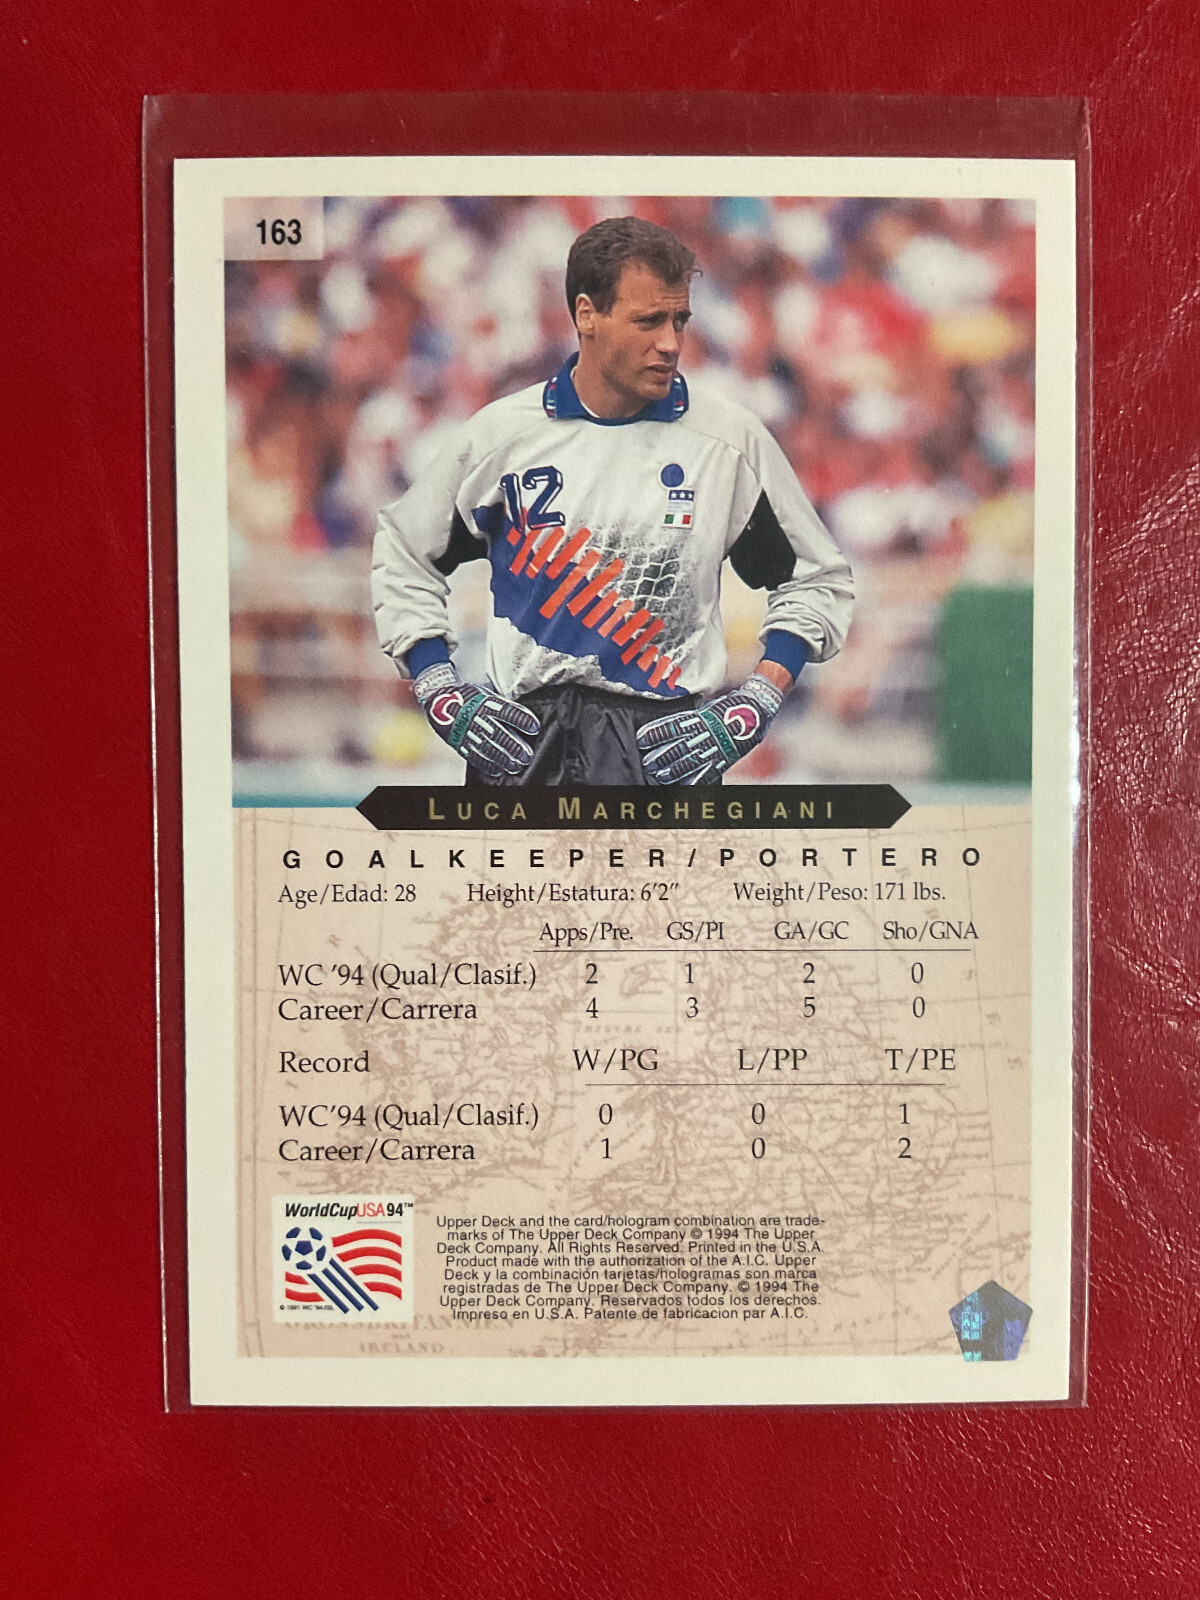 163
12
LUCA MARCHEGIANI
GOALKEEPER/PORTERO
Age/Edad: 28 Height/Estatura: 6'2" Weight/Peso: 171 lbs.
Apps/Pre. GS/PI GA/GC Sho/GNA
WC '94 (Qual/Clasif.) 2 1 2 0
Career/Carrera 4 3 5 0
Record W/PG L/PP T/PE
WC'94 (Qual/Clasif.) 0 0 1
Career/Carrera 1 0 2
WorldCupUSA94™
Upper Deck and the card/hologram combination are trade-
marks of The Upper Deck Company © 1994 The Upper
Deck Company. All Rights Reserved. Printed in the U.S.A.
Product made with the authorization of the A.I.C. Upper
Deck y la combinación tarjetas/hologramas son marca
registradas de The Upper Deck Company. © 1994 The
Upper Deck Company. Reservados todos los derechos.
Impreso en U.S.A. Patente de fabricacion par A.I.C.
GROSSBRITANNIEN
IRELAND